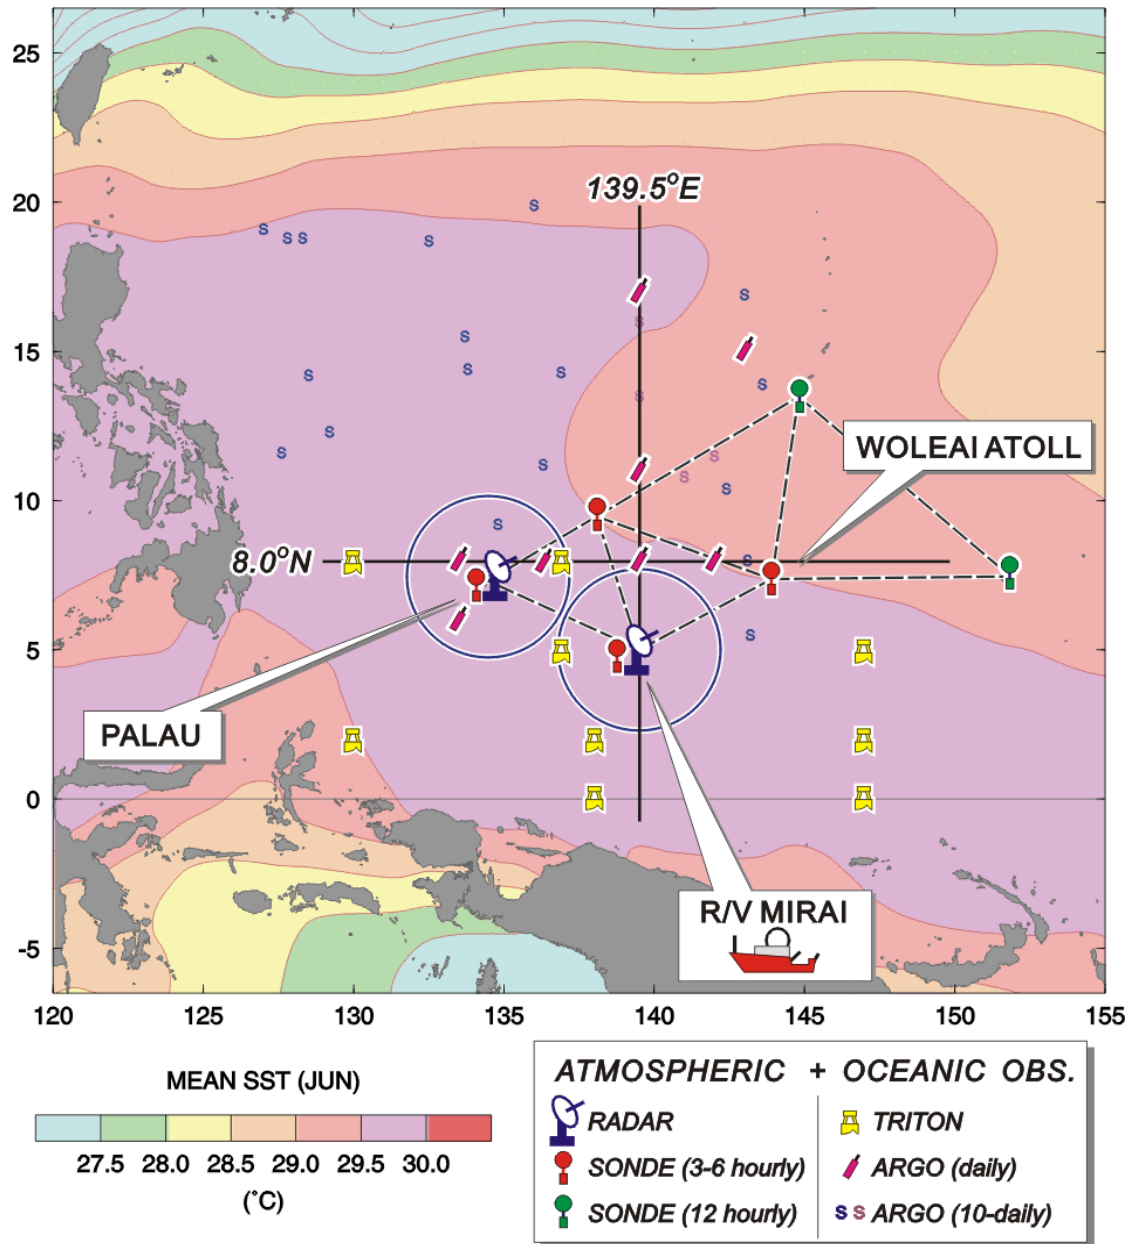 25
20
15
10
5
0
-5
139.5°E
WOLEAI ATOLL
8.0°N
PALAU
R/V MIRAI
120 125 130 135 140 145 150 155
MEAN SST (JUN)
27.5 28.0 28.5 29.0 29.5 30.0
(°C)
ATMOSPHERIC + OCEANIC OBS.
RADAR
SONDE (3-6 hourly)
SONDE (12 hourly)
TRITON
ARGO (daily)
S S ARGO (10-daily)